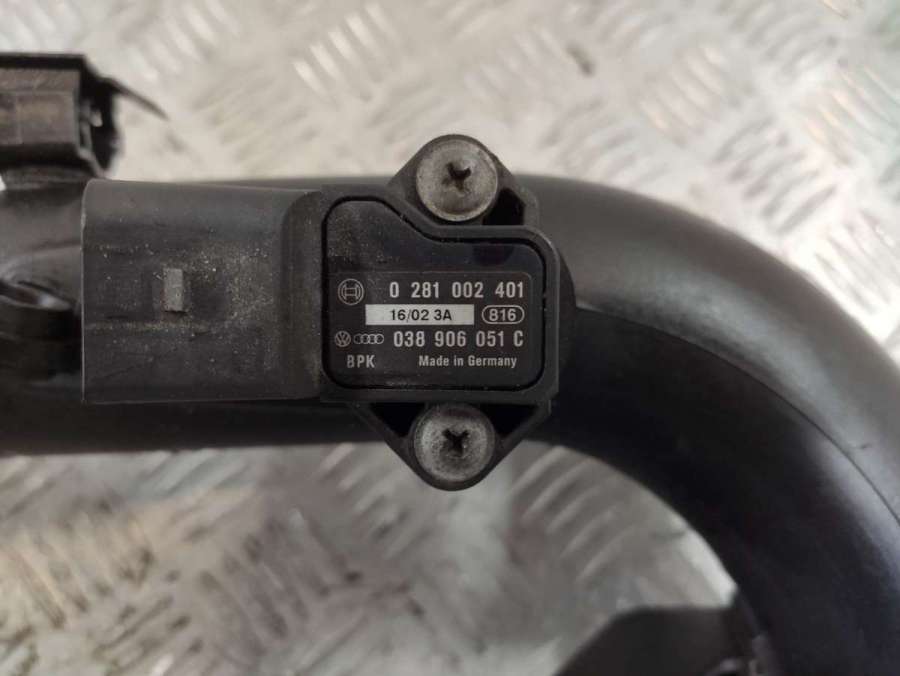 0 281 002 401
16/02 3A 816
038 906 051 C
BPK Made in Germany